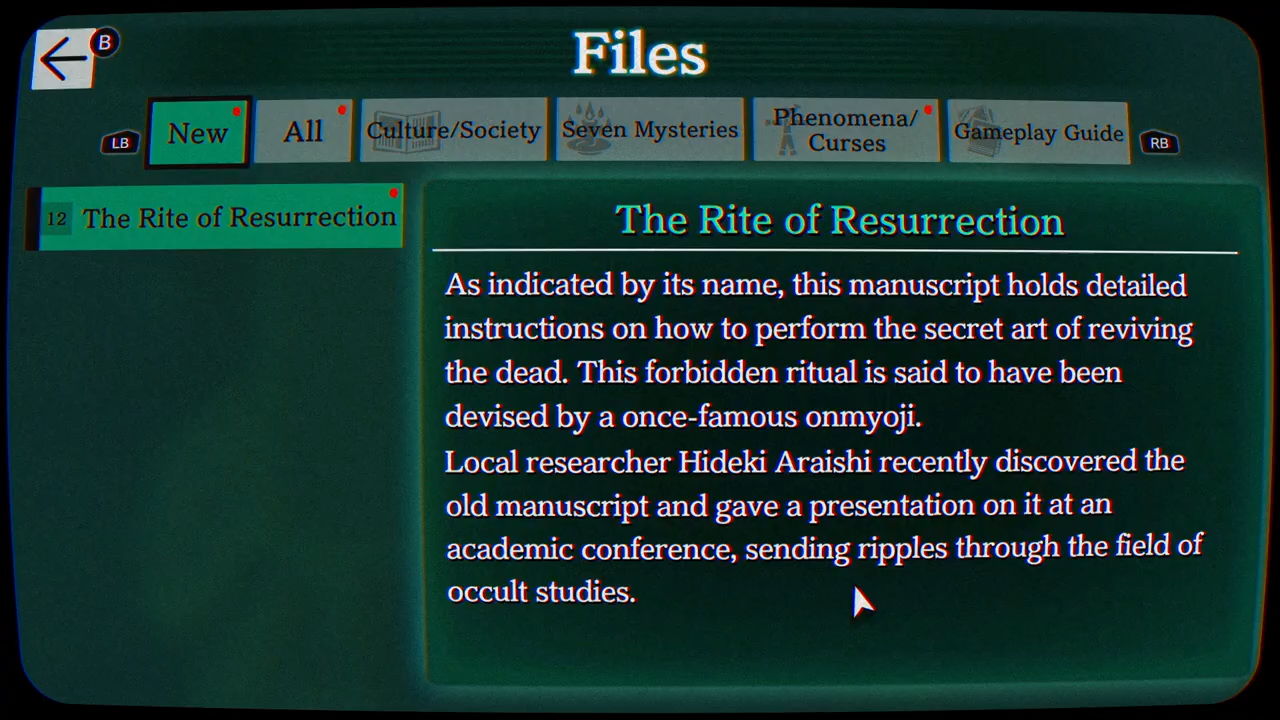 B
Files
LB
New
All
Culture/Society
Seven Mysteries
Phenomena/
Curses
Gameplay Guide
RB
12 The Rite of Resurrection
The Rite of Resurrection
As indicated by its name, this manuscript holds detailed
instructions on how to perform the secret art of reviving
the dead. This forbidden ritual is said to have been
devised by a once-famous onmyoji.
Local researcher Hideki Araishi recently discovered the
old manuscript and gave a presentation on it at an
academic conference, sending ripples through the field of
occult studies.